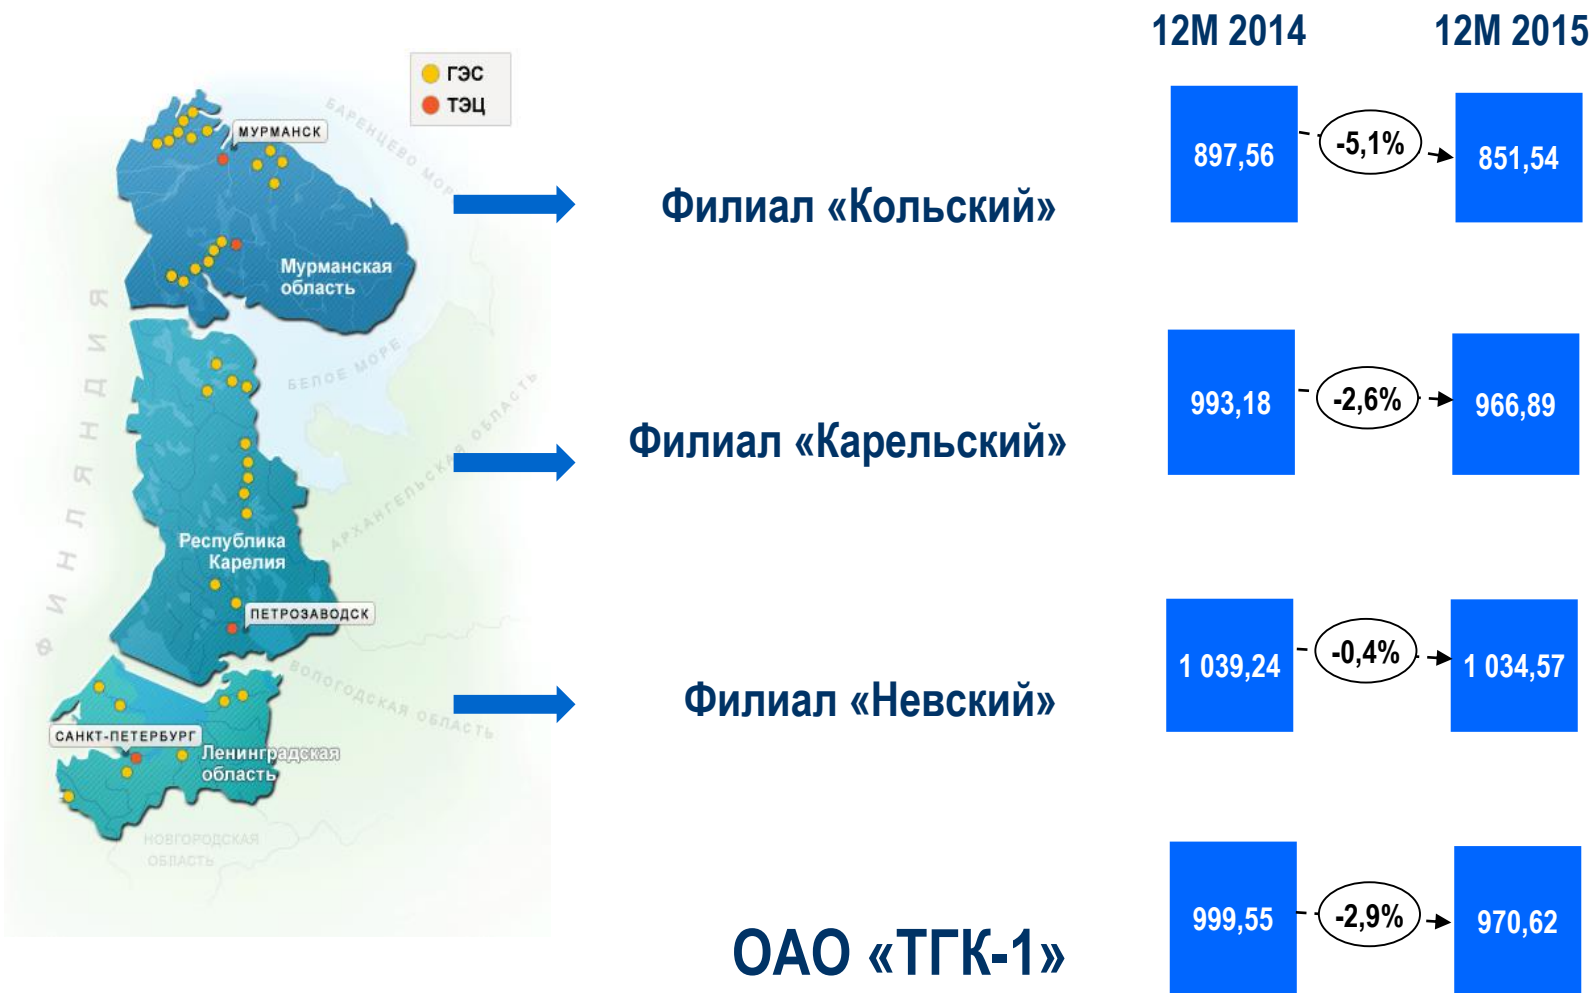 12М 2014
12М 2015
ГЭС
ТЭЦ
БАРЕНЦЕВО МОРЕ
МУРМАНСК
Мурманская
область
ФИНЛЯНДИЯ
БЕЛОЕ МОРЕ
АРХАНГЕЛЬСКАЯ ОБЛАСТЬ
Республика
Карелия
ПЕТРОЗАВОДСК
ВОЛОГОДСКАЯ ОБЛАСТЬ
САНКТ-ПЕТЕРБУРГ
Ленинградская
область
НОВГОРОДСКАЯ
ОБЛАСТЬ
Филиал «Кольский»
897,56
-5,1%
851,54
Филиал «Карельский»
993,18
-2,6%
966,89
Филиал «Невский»
1 039,24
-0,4%
1 034,57
ОАО «ТГК-1»
999,55
-2,9%
970,62